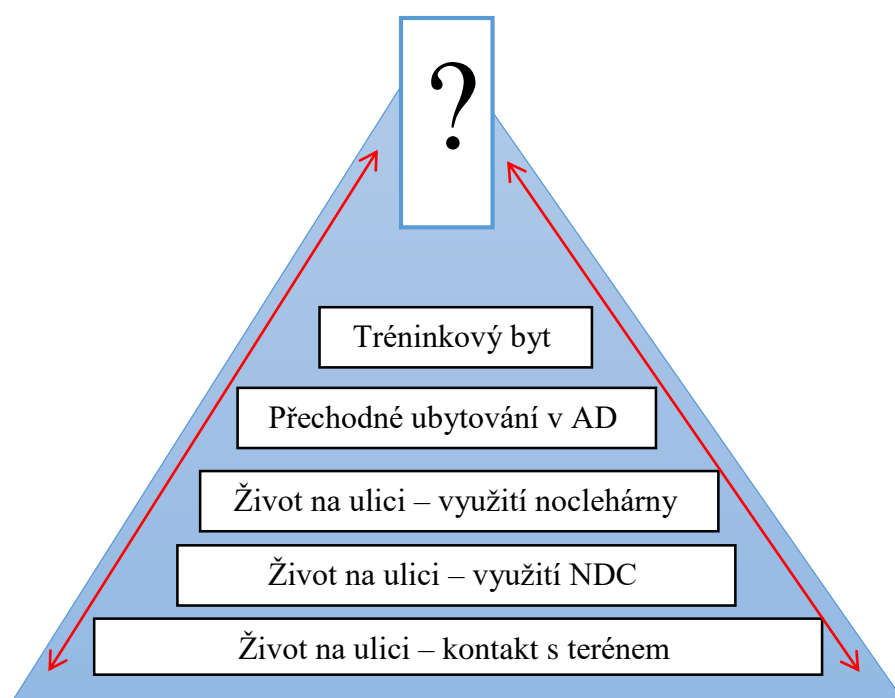 ?
Tréninkový byt
Přechodné ubytování v AD
Život na ulici – využití noclehárny
Život na ulici – využití NDC
Život na ulici – kontakt s terénem